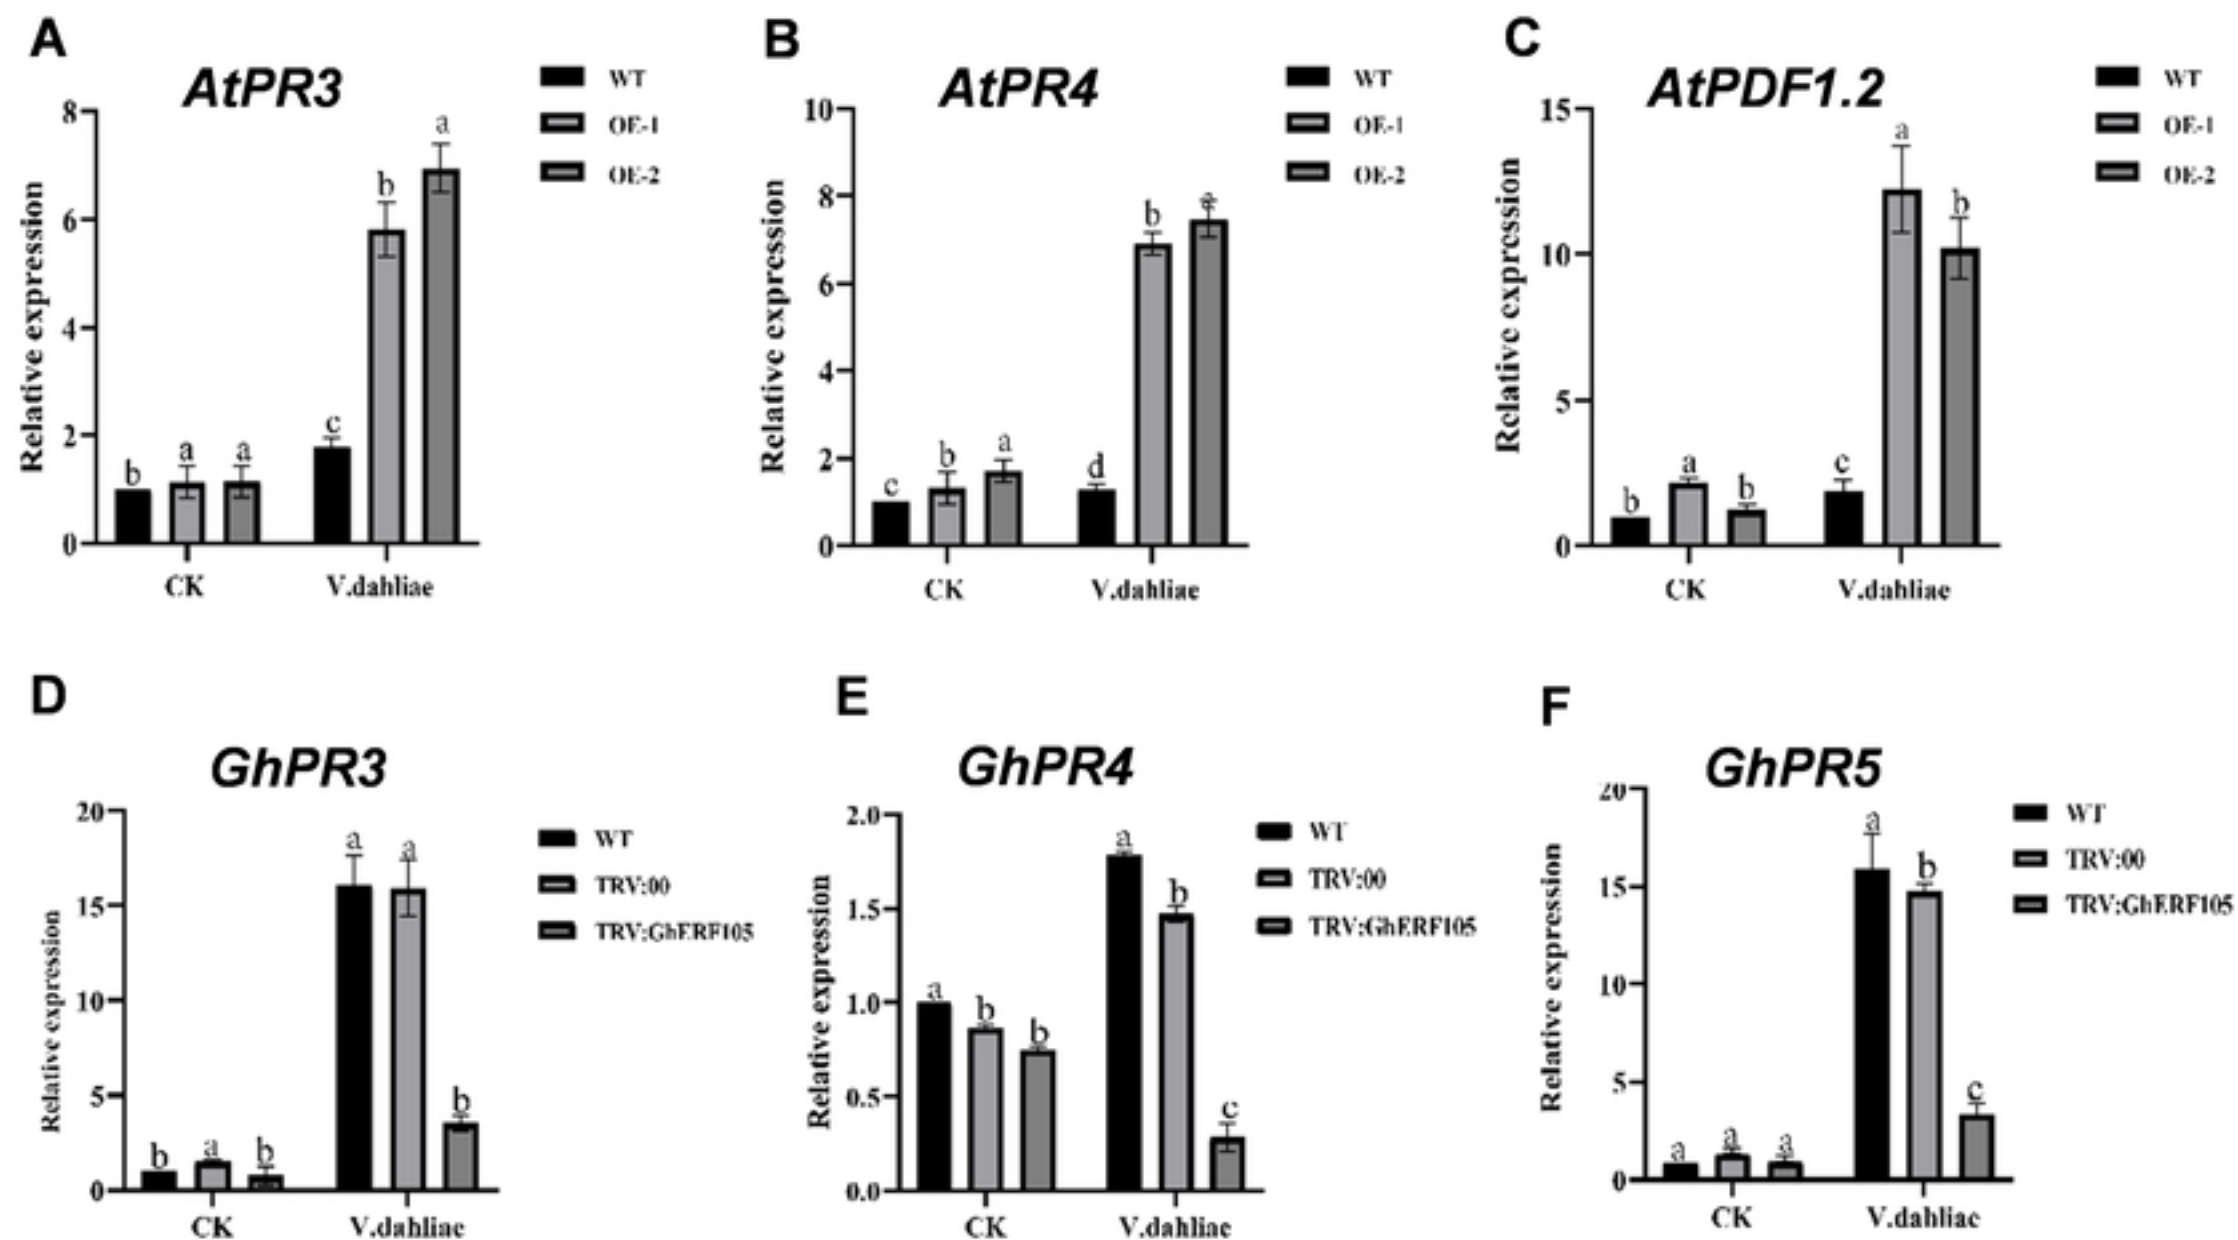 A
AtPR3
WT
OE-1
OE-2
Relative expression
8
6
4
2
0
b
a
a
c
b
a
CK
V.dahliae
B
AtPR4
WT
OE-1
OE-2
Relative expression
10
8
6
4
2
0
c
b
a
d
b
CK
V.dahliae
C
AtPDF1.2
WT
OE-1
OE-2
Relative expression
15
10
5
0
b
a
b
c
a
b
CK
V.dahliae
D
GhPR3
WT
TRV:00
TRV:GhERF105
Relative expression
20
15
10
5
0
b
a
b
a
a
b
CK
V.dahliae
E
GhPR4
WT
TRV:00
TRV:GhERF105
Relative expression
2.0
1.5
1.0
0.5
0.0
a
b
b
a
b
c
CK
V.dahliae
F
GhPR5
WT
TRV:00
TRV:GhERF105
Relative expression
20
15
10
5
0
a
a
a
a
b
c
CK
V.dahliae